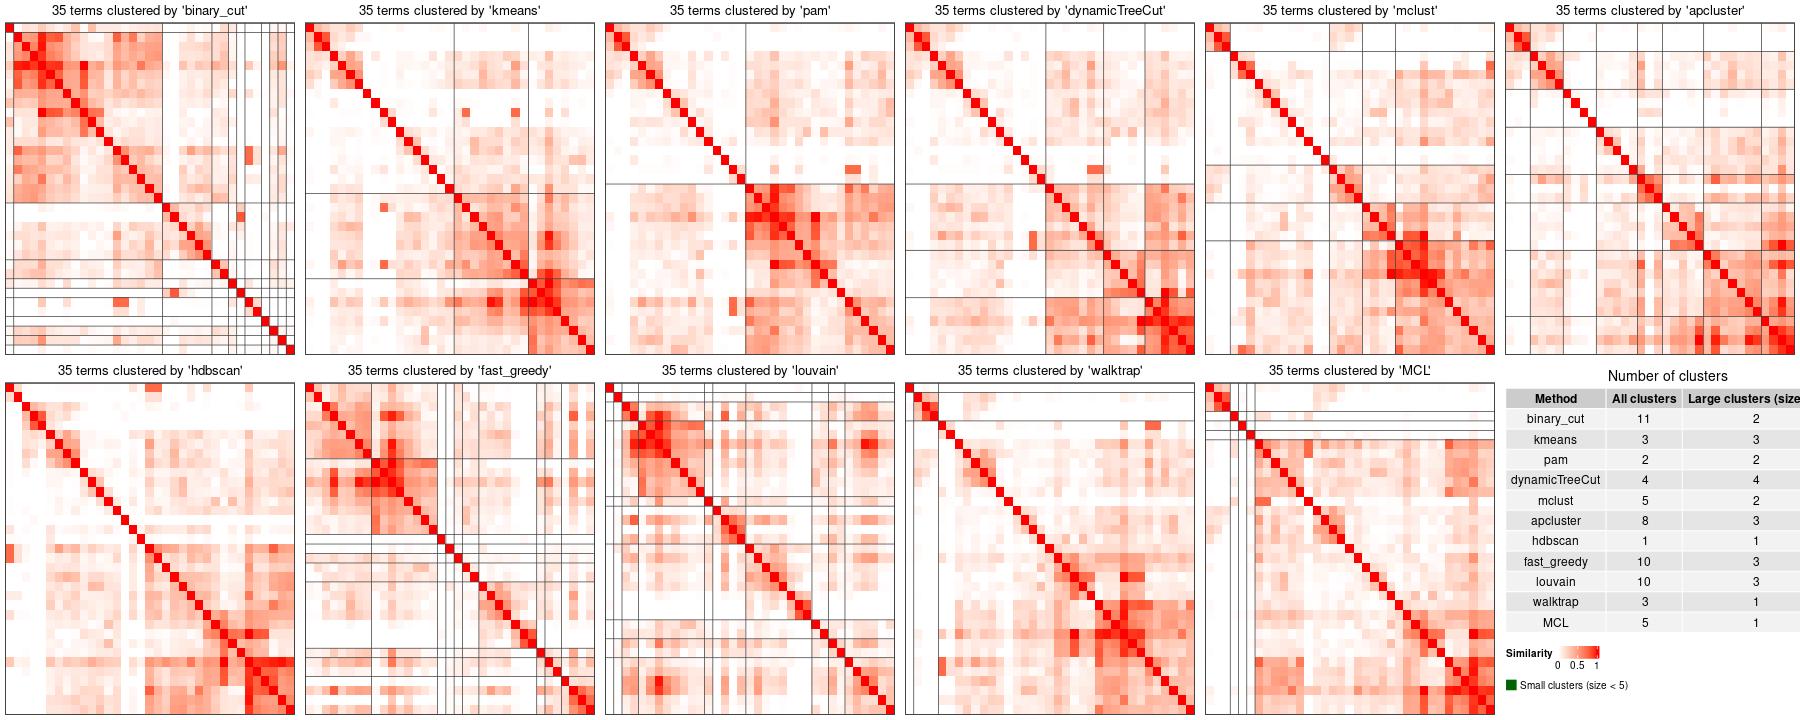 35 terms clustered by 'binary_cut'
35 terms clustered by 'kmeans'
35 terms clustered by 'pam'
35 terms clustered by 'dynamicTreeCut'
35 terms clustered by 'mclust'
35 terms clustered by 'apcluster'
35 terms clustered by 'hdbscan'
35 terms clustered by 'fast_greedy'
35 terms clustered by 'louvain'
35 terms clustered by 'walktrap'
35 terms clustered by 'MCL'
Number of clusters
Method All clusters Large clusters (size
binary_cut 11 2
kmeans 3 3
pam 2 2
dynamicTreeCut 4 4
mclust 5 2
apcluster 8 3
hdbscan 1 1
fast_greedy 10 3
louvain 10 3
walktrap 3 1
MCL 5 1
Similarity
0 0.5 1
Small clusters (size < 5)